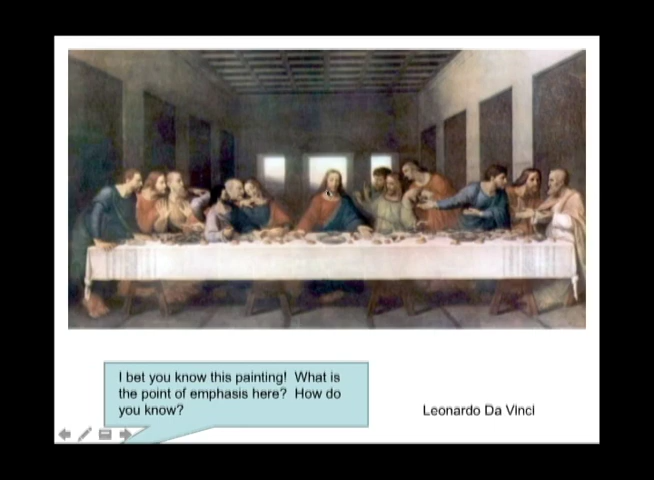 I bet you know this painting!  What is
the point of emphasis here?  How do
you know?
Leonardo Da Vinci